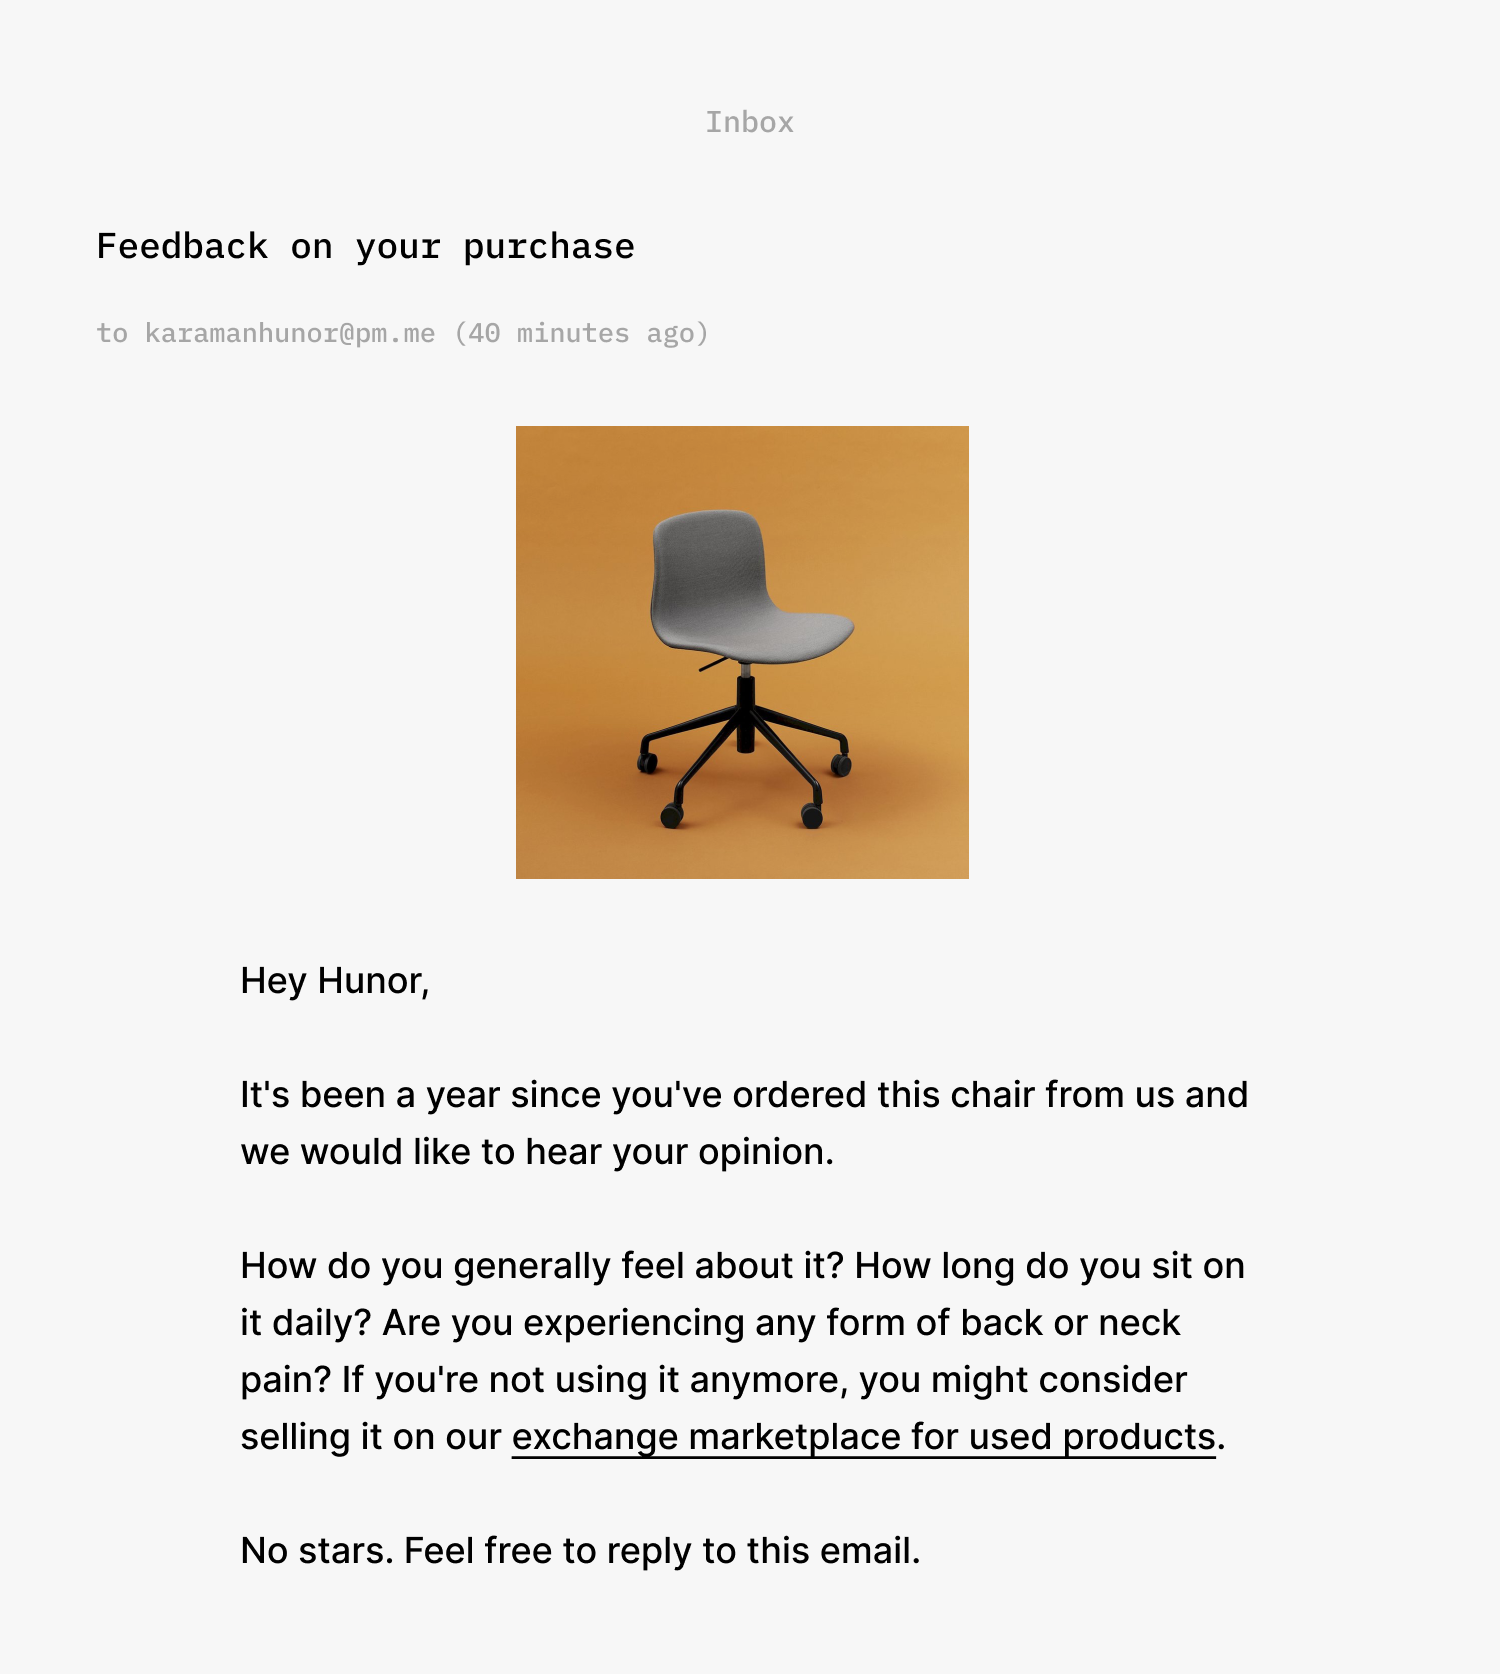 Inbox
Feedback on your purchase
to karamanhunor@pm.me (40 minutes ago)
Hey Hunor,
It's been a year since you've ordered this chair from us and
we would like to hear your opinion.
How do you generally feel about it? How long do you sit on
it daily? Are you experiencing any form of back or neck
pain? If you're not using it anymore, you might consider
selling it on our exchange marketplace for used products.
No stars. Feel free to reply to this email.